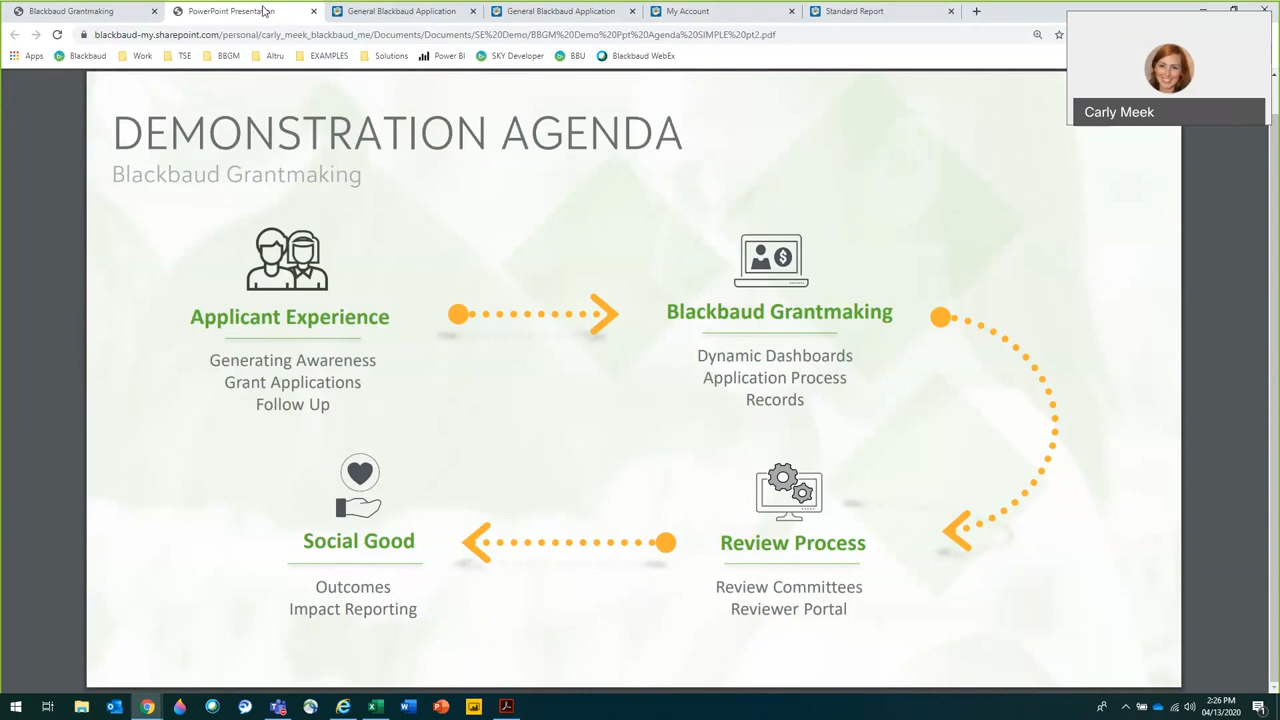 Blackbaud Grantmaking
PowerPoint Presentation
General Blackbaud Application
General Blackbaud Application
My Account
Standard Report
blackbaud-my.sharepoint.com/personal/carly_meek_blackbaud_me/Documents/Documents/SE%20Demo/BBGM%20Demo%20Ppt%20Agenda%20SIMPLE%20pt2.pdf
Apps
Blackbaud
Work
TSE
BBGM
Altru
EXAMPLES
Solutions
Power BI
SKY Developer
BBU
Blackbaud WebEx
Carly Meek
DEMONSTRATION AGENDA
Blackbaud Grantmaking
Applicant Experience
Generating Awareness
Grant Applications
Follow Up
Blackbaud Grantmaking
Dynamic Dashboards
Application Process
Records
Social Good
Outcomes
Impact Reporting
Review Process
Review Committees
Reviewer Portal
2:26 PM
04/13/2020